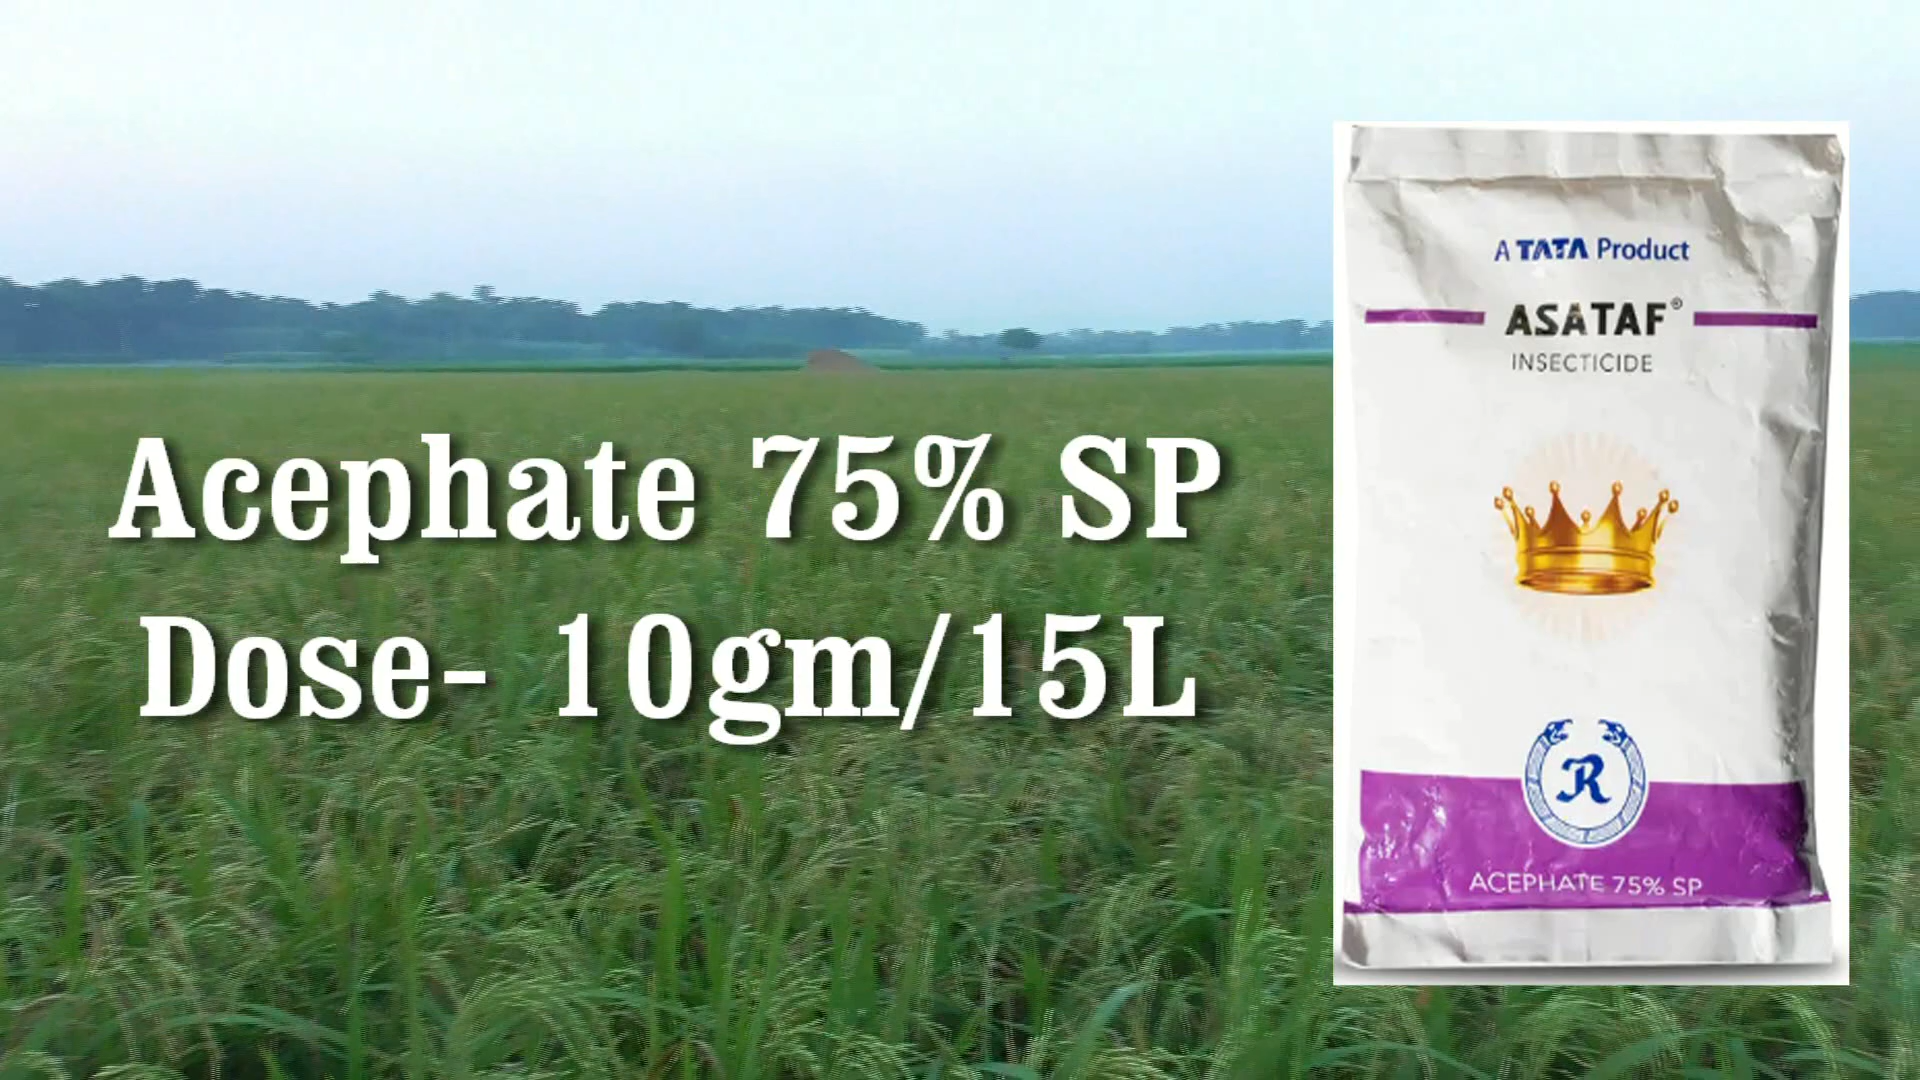 Acephate 75% SP
Dose- 10gm/15L
A TATA Product
ASATAF®
INSECTICIDE
R
ACEPHATE 75% SP